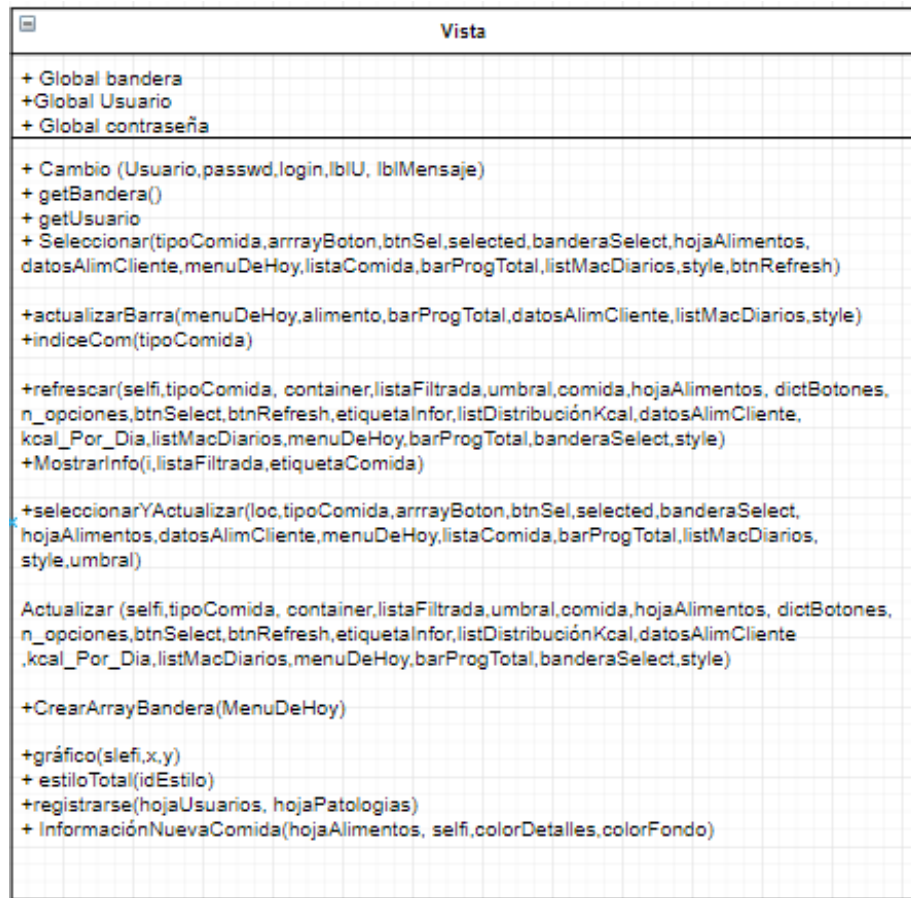 Vista
+ Global bandera
+Global Usuario
+ Global contraseña
+ Cambio (Usuario,passwd,login,lblU, lblMensaje)
+ getBandera()
+ getUsuario
+ Seleccionar(tipoComida,arrrayBoton,btnSel,selected,banderaSelect,hojaAlimentos,
datosAlimCliente,menuDeHoy,listaComida,barProgTotal,listMacDiarios,style,btnRefresh)
+actualizarBarra(menuDeHoy,alimento,barProgTotal,datosAlimCliente,listMacDiarios,style)
+indiceCom(tipoComida)
+refrescar(selfi,tipoComida, container,listaFiltrada,umbral,comida,hojaAlimentos, dictBotones,
n_opciones,btnSelect,btnRefresh,etiquetaInfor,listDistribuciónKcal,datosAlimCliente,
kcal_Por_Dia,listMacDiarios,menuDeHoy,barProgTotal,banderaSelect,style)
+MostrarInfo(i,listaFiltrada,etiquetaComida)
+seleccionarYActualizar(loc,tipoComida,arrrayBoton,btnSel,selected,banderaSelect,
hojaAlimentos,datosAlimCliente,menuDeHoy,listaComida,barProgTotal,listMacDiarios,
style,umbral)
Actualizar (selfi,tipoComida, container,listaFiltrada,umbral,comida,hojaAlimentos, dictBotones,
n_opciones,btnSelect,btnRefresh,etiquetaInfor,listDistribuciónKcal,datosAlimCliente
,kcal_Por_Dia,listMacDiarios,menuDeHoy,barProgTotal,banderaSelect,style)
+CrearArrayBandera(MenuDeHoy)
+gráfico(slefi,x,y)
+ estiloTotal(idEstilo)
+registrarse(hojaUsuarios, hojaPatologias)
+ InformaciónNuevaComida(hojaAlimentos, selfi,colorDetalles,colorFondo)